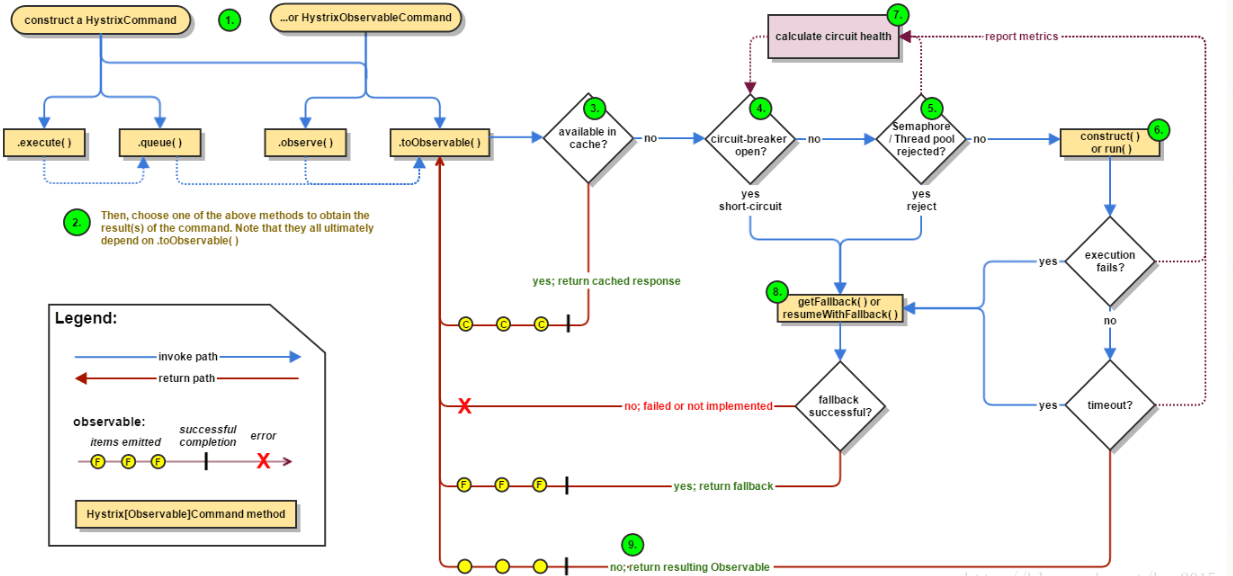 construct a HystrixCommand
1.
...or HystrixObservableCommand
7.
calculate circuit health
report metrics
.execute( )
.queue( )
.observe( )
.toObservable( )
3.
available in
cache?
no
4.
circuit-breaker
open?
no
5.
Semaphore
/ Thread pool
rejected?
no
6.
construct( )
or run( )
yes
short-circuit
yes
reject
2.
Then, choose one of the above methods to obtain the
result(s) of the command. Note that they all ultimately
depend on .toObservable( )
yes; return cached response
C C C
8.
getFallback( ) or
resumeWithFallback( )
yes
execution
fails?
no
Legend:
invoke path
return path
observable:
items emitted
successful
completion
error
F F F
X
Hystrix[Observable]Command method
X
no; failed or not implemented
fallback
successful?
yes
timeout?
F F F
yes; return fallback
9.
no; return resulting Observable